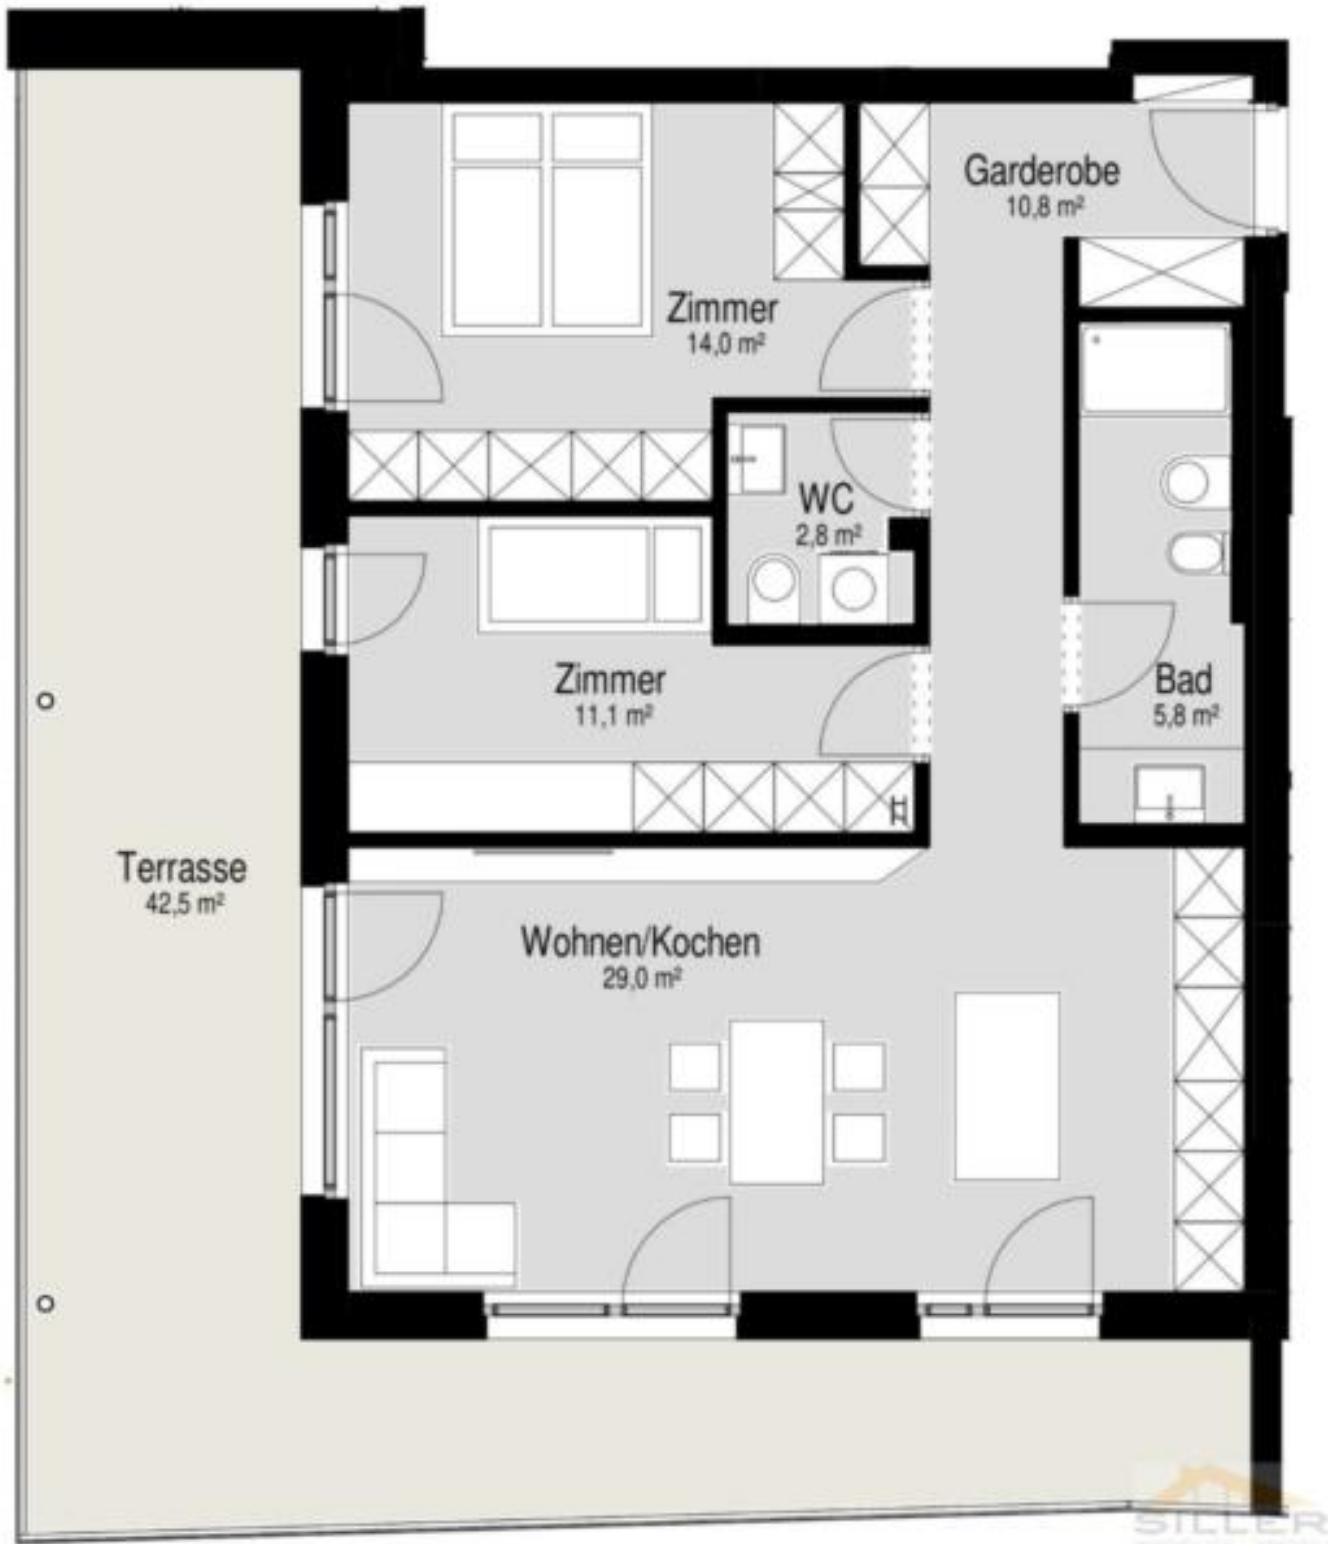 Garderobe
10,8 m²
Zimmer
14,0 m²
WC
2,8 m²
Zimmer
11,1 m²
Bad
5,8 m²
Terrasse
42,5 m²
Wohnen/Kochen
29,0 m²
SILLER